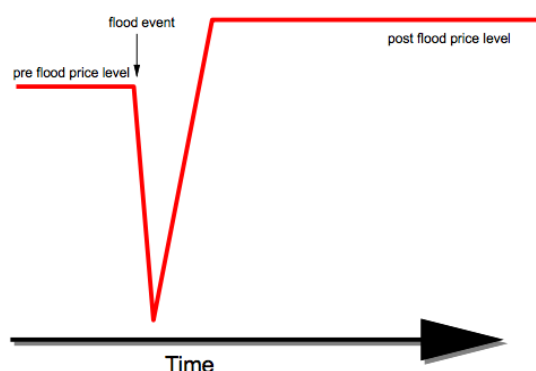 flood event
post flood price level
pre flood price level
Time